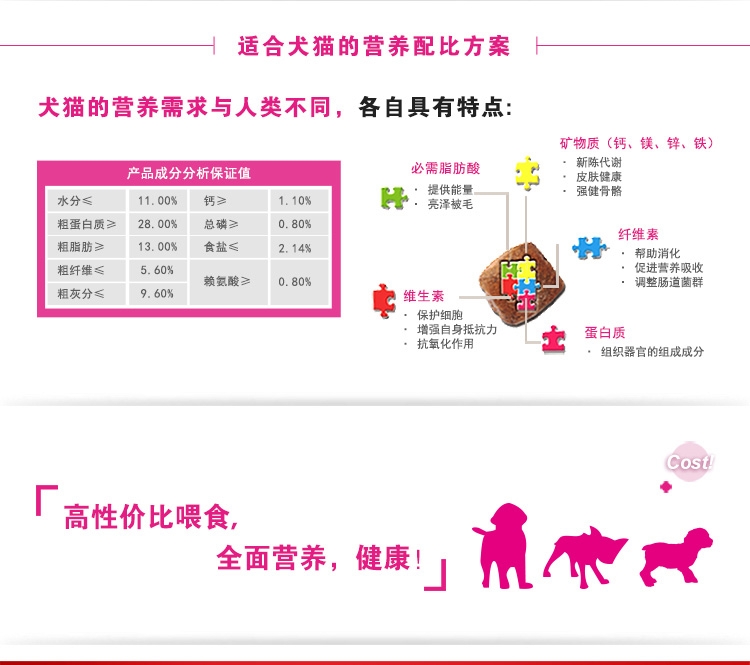 适合犬猫的营养配比方案
犬猫的营养需求与人类不同，各自具有特点:
产品成分分析保证值
水分≤ 11.00% 钙≥ 1.10%
粗蛋白质≥ 28.00% 总磷≥ 0.80%
粗脂肪≥ 13.00% 食盐≤ 2.14%
粗纤维≤ 5.60%
赖氨酸≥ 0.80%
粗灰分≤ 9.60%
矿物质（钙、镁、锌、铁）
· 新陈代谢
· 皮肤健康
· 强健骨骼
必需脂肪酸
· 提供能量
· 亮泽被毛
纤维素
· 帮助消化
· 促进营养吸收
· 调整肠道菌群
维生素
· 保护细胞
· 增强自身抵抗力
· 抗氧化作用
蛋白质
· 组织器官的组成成分
Cost!
「高性价比喂食,
全面营养，健康!」